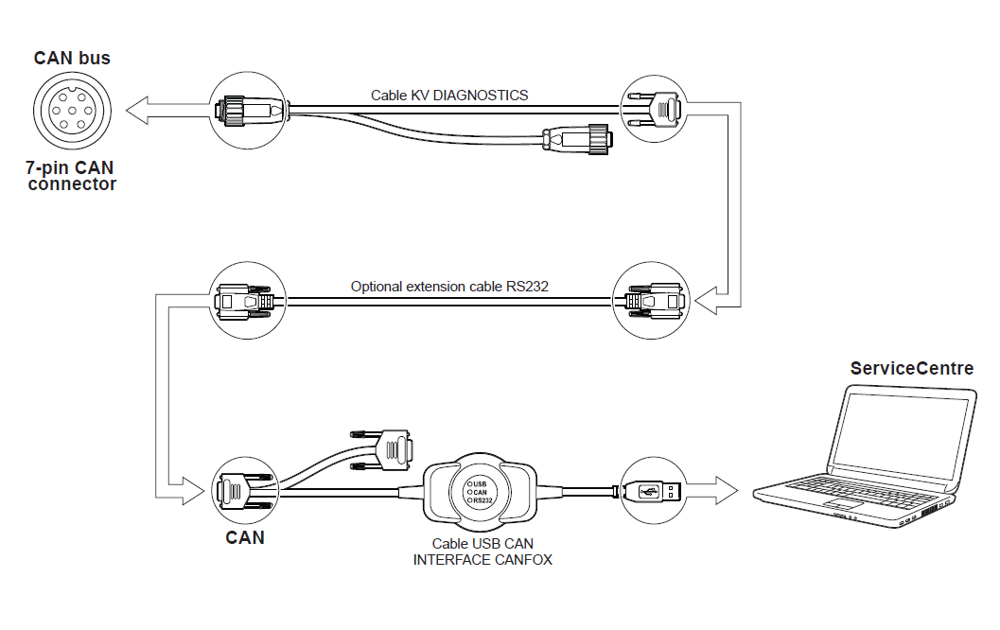 CAN bus
7-pin CAN
connector
Cable KV DIAGNOSTICS
Optional extension cable RS232
ServiceCentre
USB
CAN
RS232
CAN
Cable USB CAN
INTERFACE CANFOX